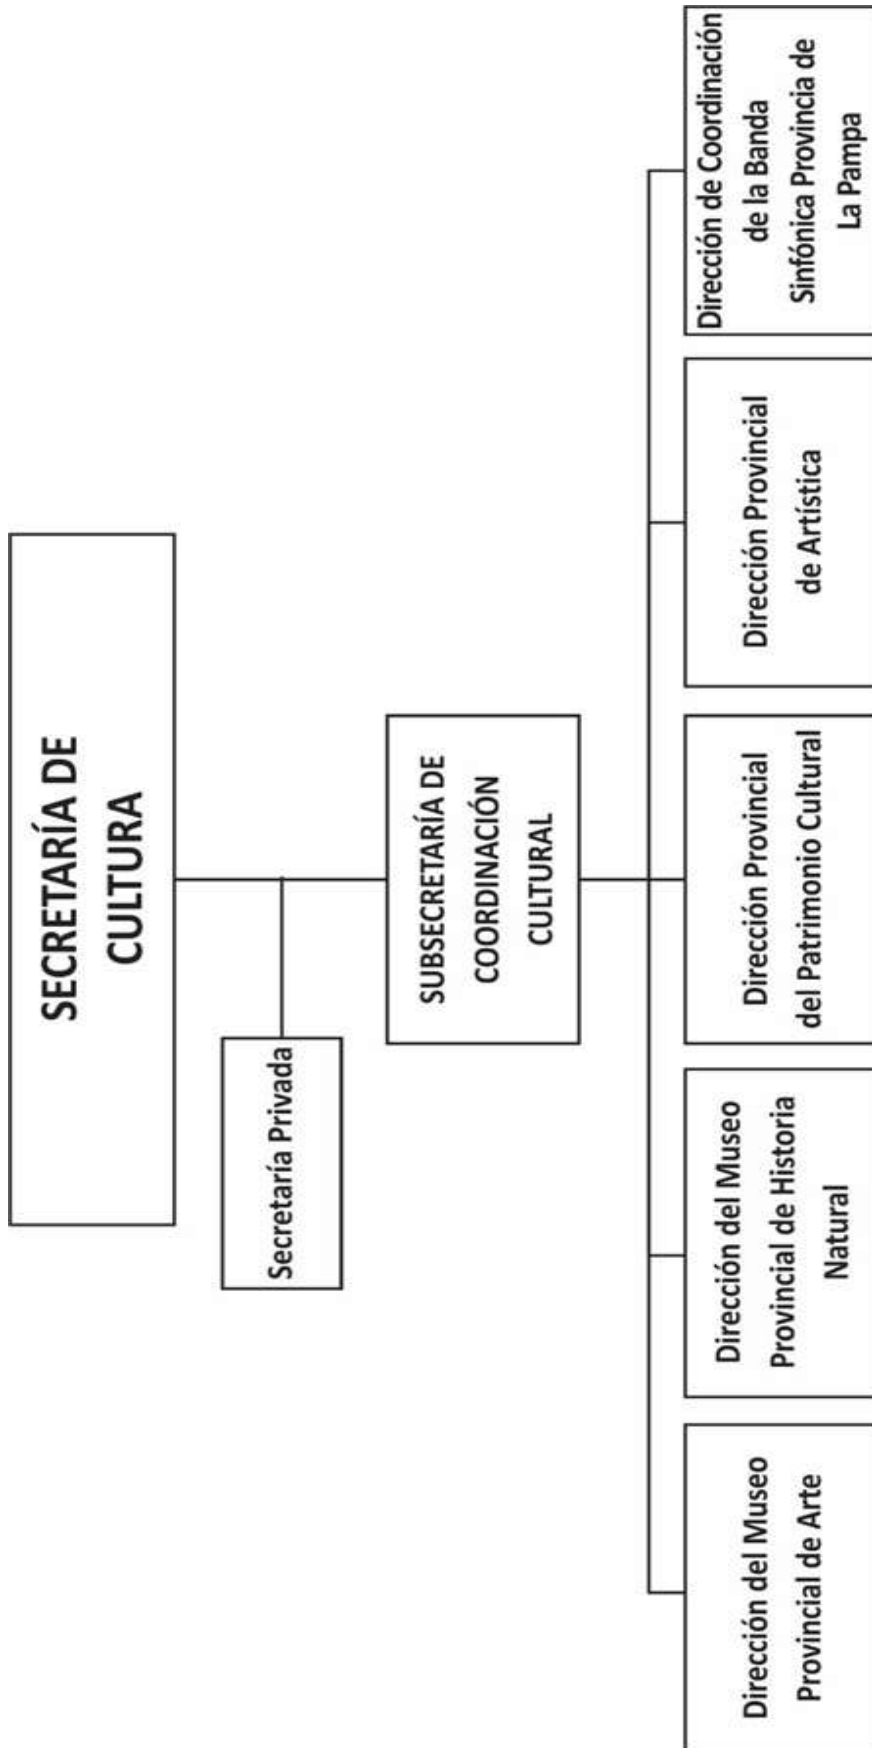 SECRETARÍA DE
CULTURA
Secretaría Privada
SUBSECRETARÍA DE
COORDINACIÓN
CULTURAL
Dirección del Museo
Provincial de Arte
Dirección del Museo
Provincial de Historia
Natural
Dirección Provincial
del Patrimonio Cultural
Dirección Provincial
de Artística
Dirección de Coordinación
de la Banda
Sinfónica Provincia de
La Pampa